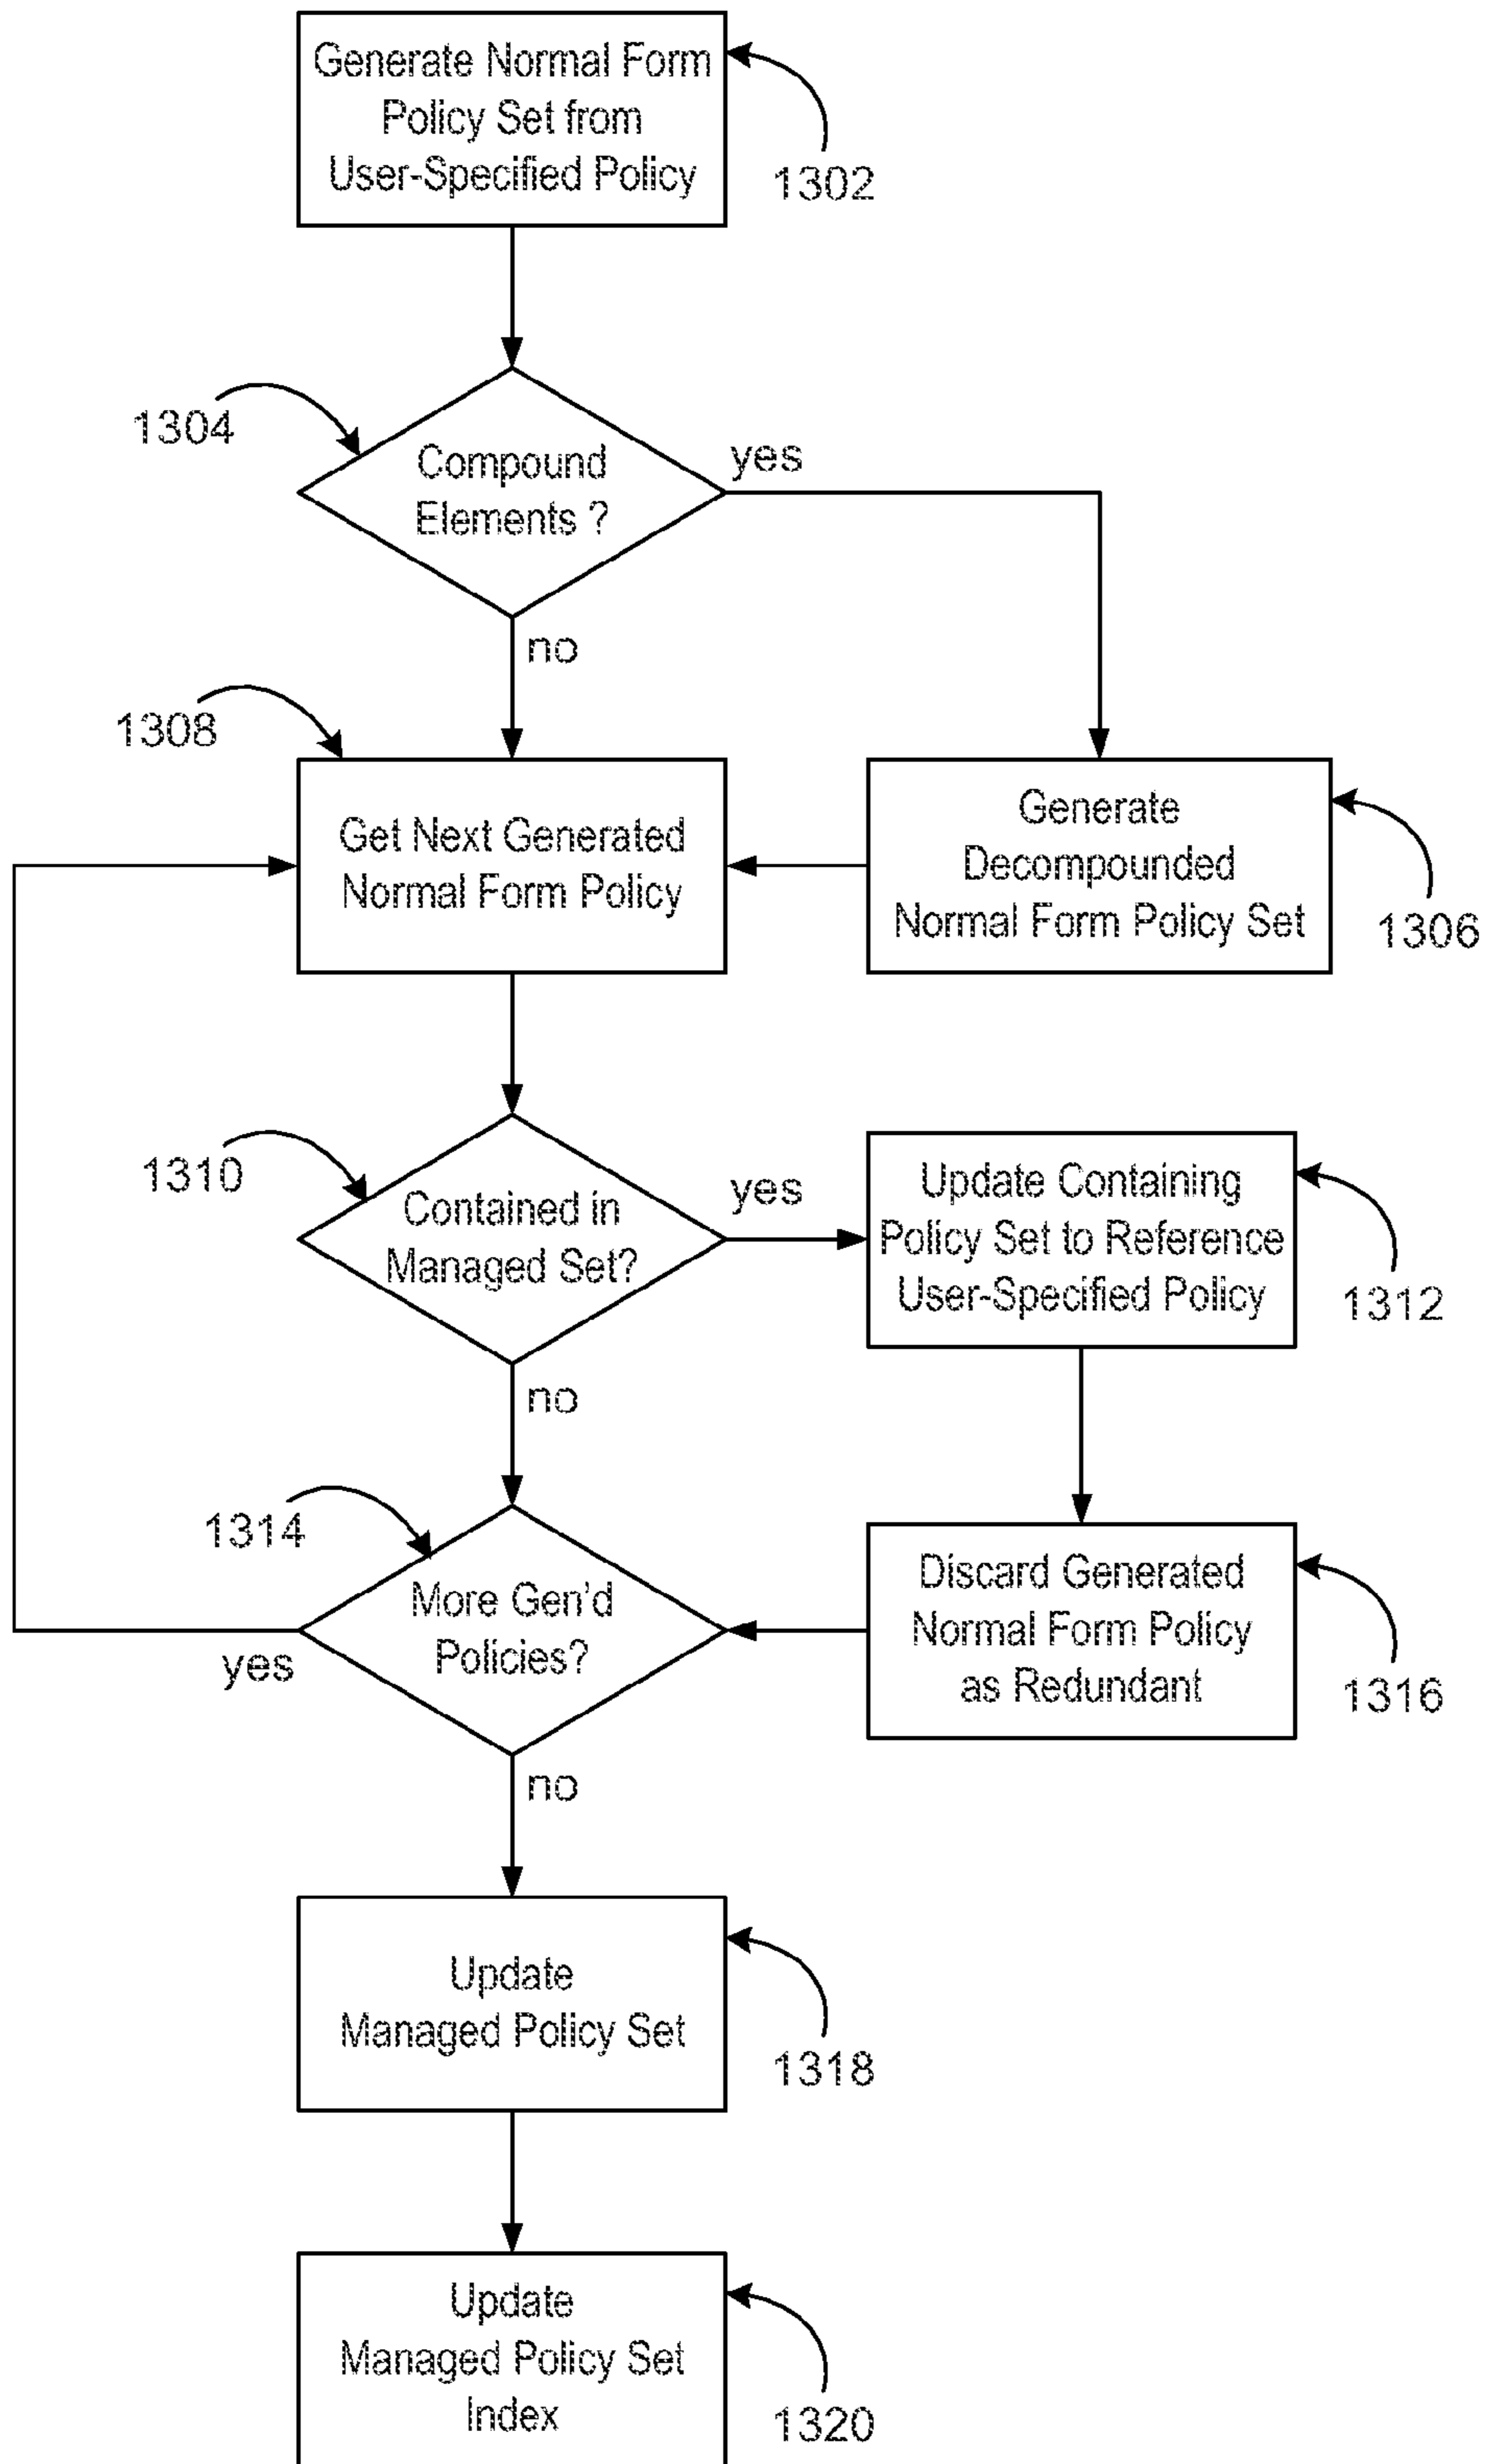 Generate Normal Form
Policy Set from
User-Specified Policy
1302
1304
Compound
Elements ?
yes
no
1308
Get Next Generated
Normal Form Policy
Generate
Decompounded
Normal Form Policy Set
1306
1310
Contained in
Managed Set?
yes
no
Update Containing
Policy Set to Reference
User-Specified Policy
1312
1314
More Gen'd
Policies?
yes
no
Discard Generated
Normal Form Policy
as Redundant
1316
Update
Managed Policy Set
1318
Update
Managed Policy Set
Index
1320